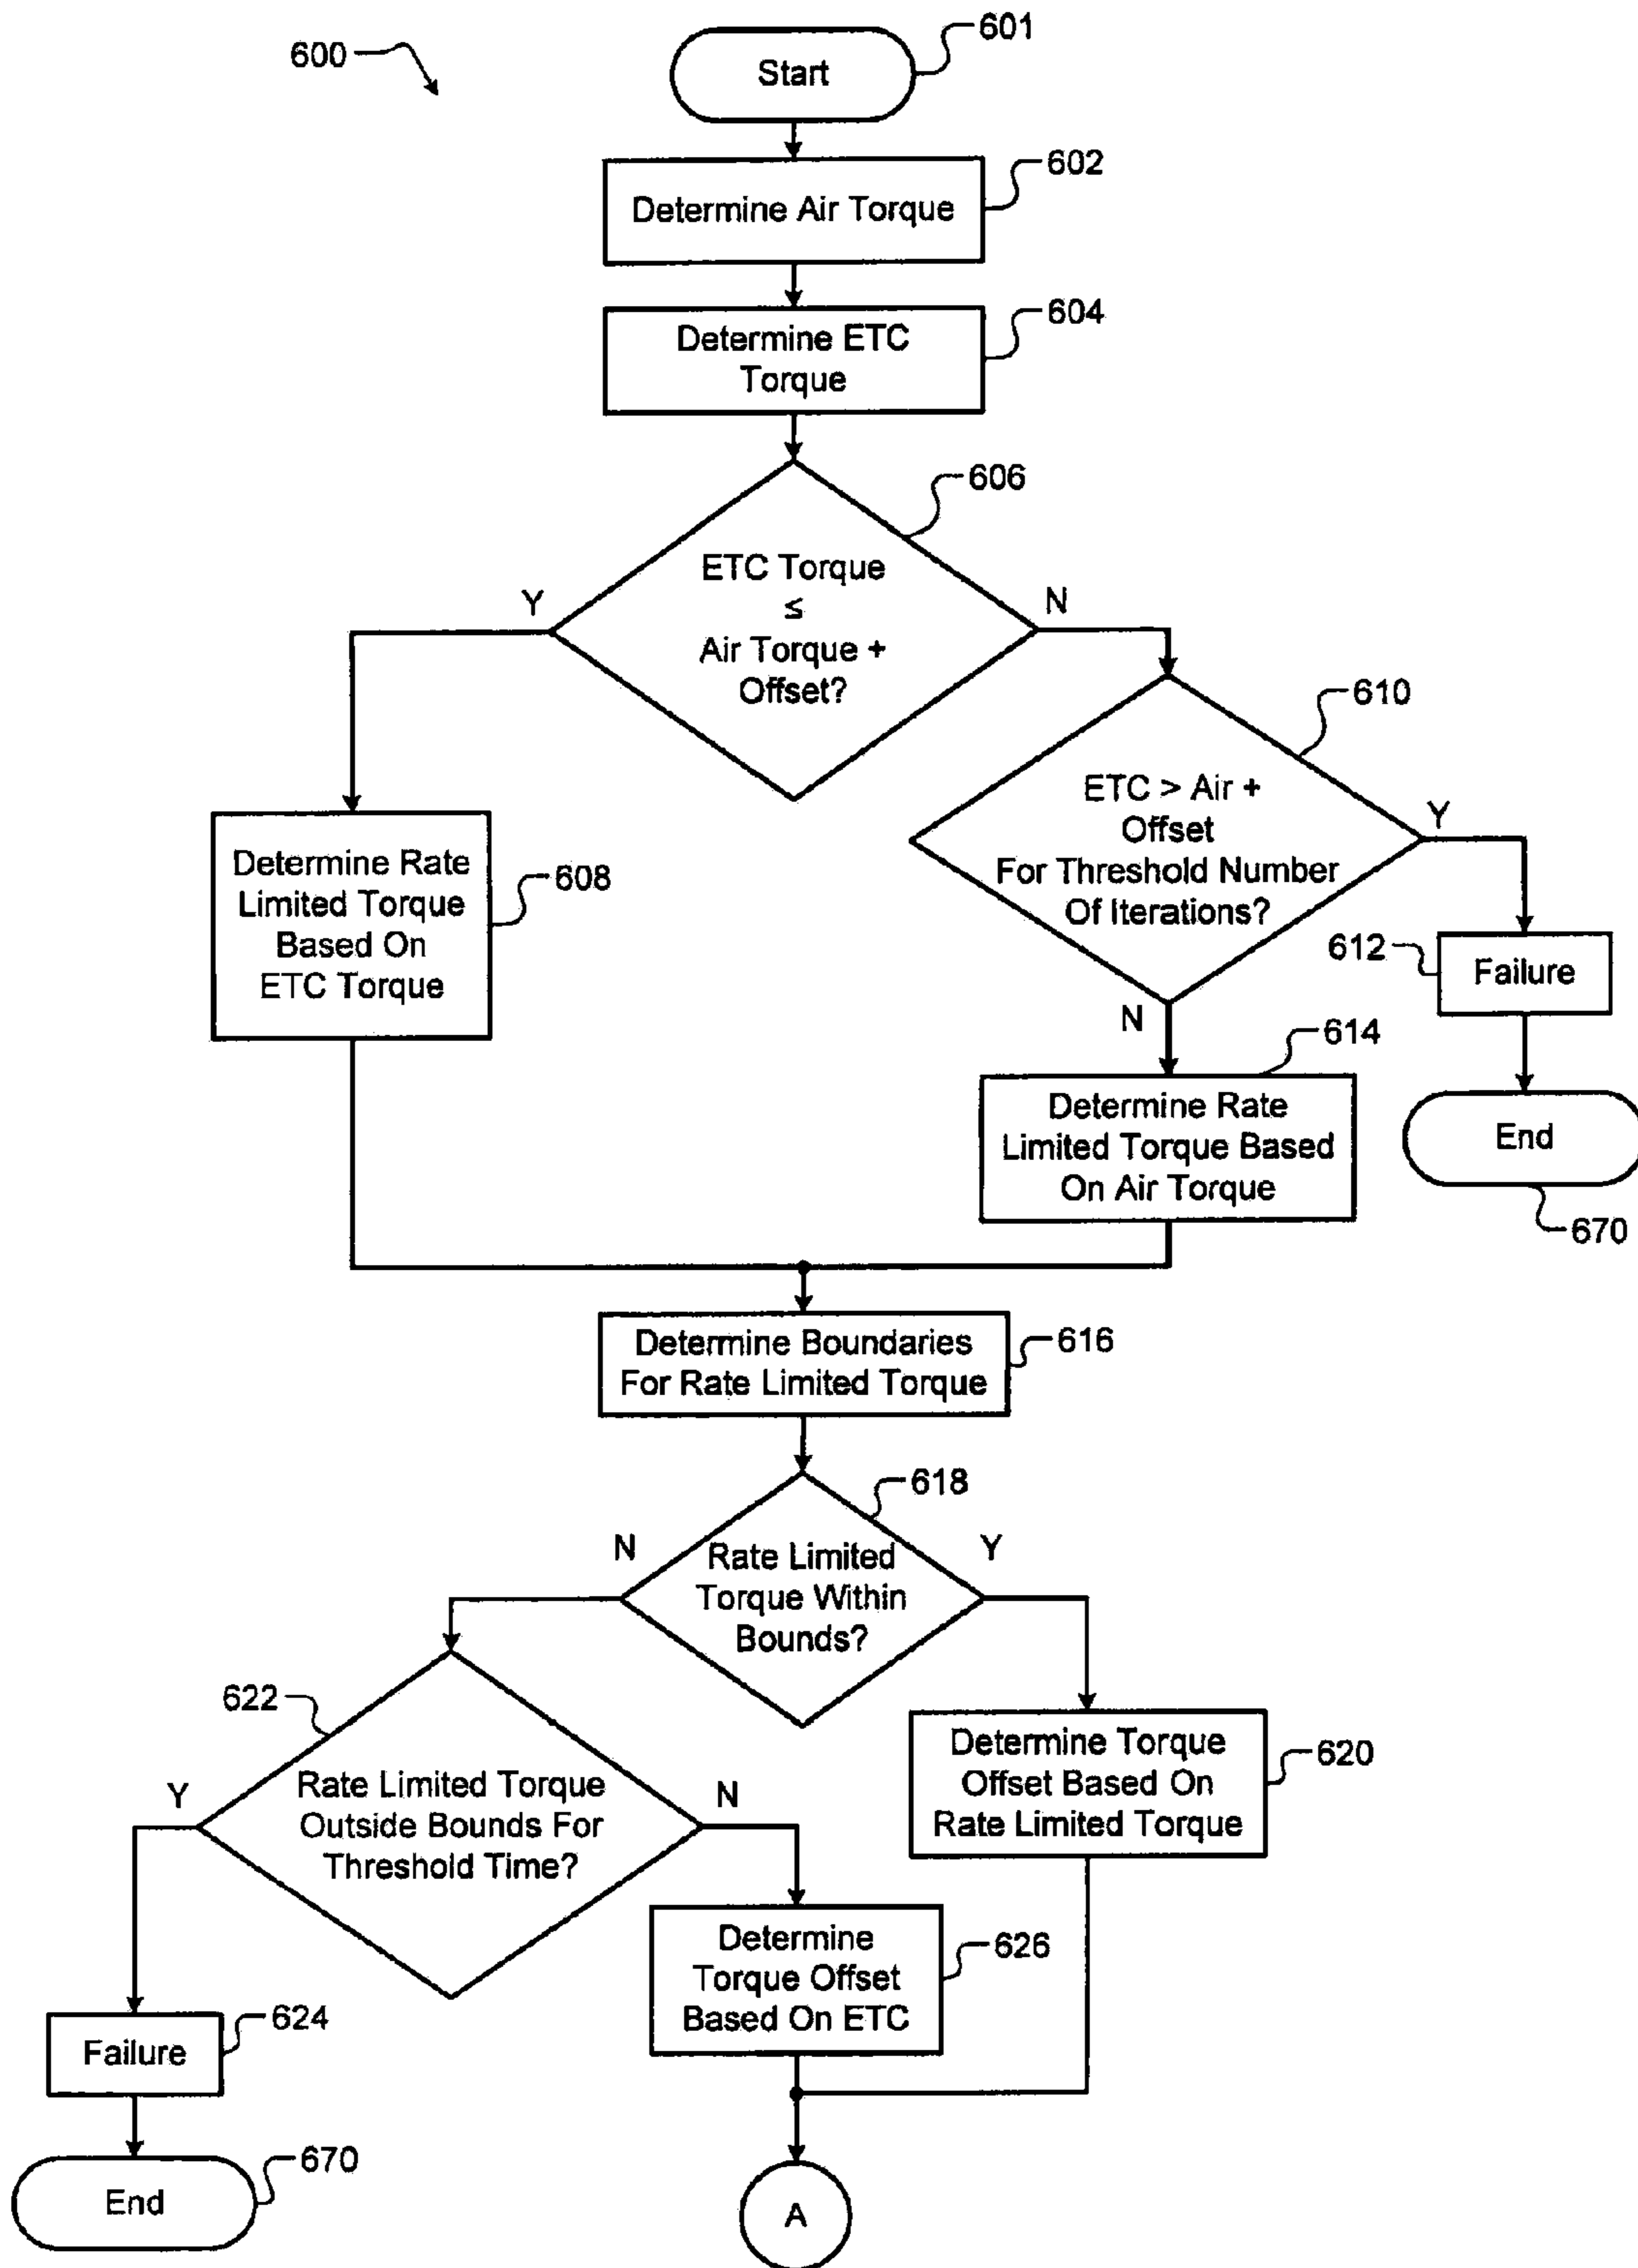 600
601
Start
602
Determine Air Torque
604
Determine ETC
Torque
606
ETC Torque
≤
Air Torque +
Offset?
Y
N
610
ETC > Air +
Offset
For Threshold Number
Of Iterations?
Y
N
608
Determine Rate
Limited Torque
Based On
ETC Torque
612
Failure
614
Determine Rate
Limited Torque Based
On Air Torque
End
670
616
Determine Boundaries
For Rate Limited Torque
618
Rate Limited
Torque Within
Bounds?
N
Y
622
Rate Limited Torque
Outside Bounds For
Threshold Time?
Y
N
620
Determine Torque
Offset Based On
Rate Limited Torque
626
Determine
Torque Offset
Based On ETC
624
Failure
670
End
A